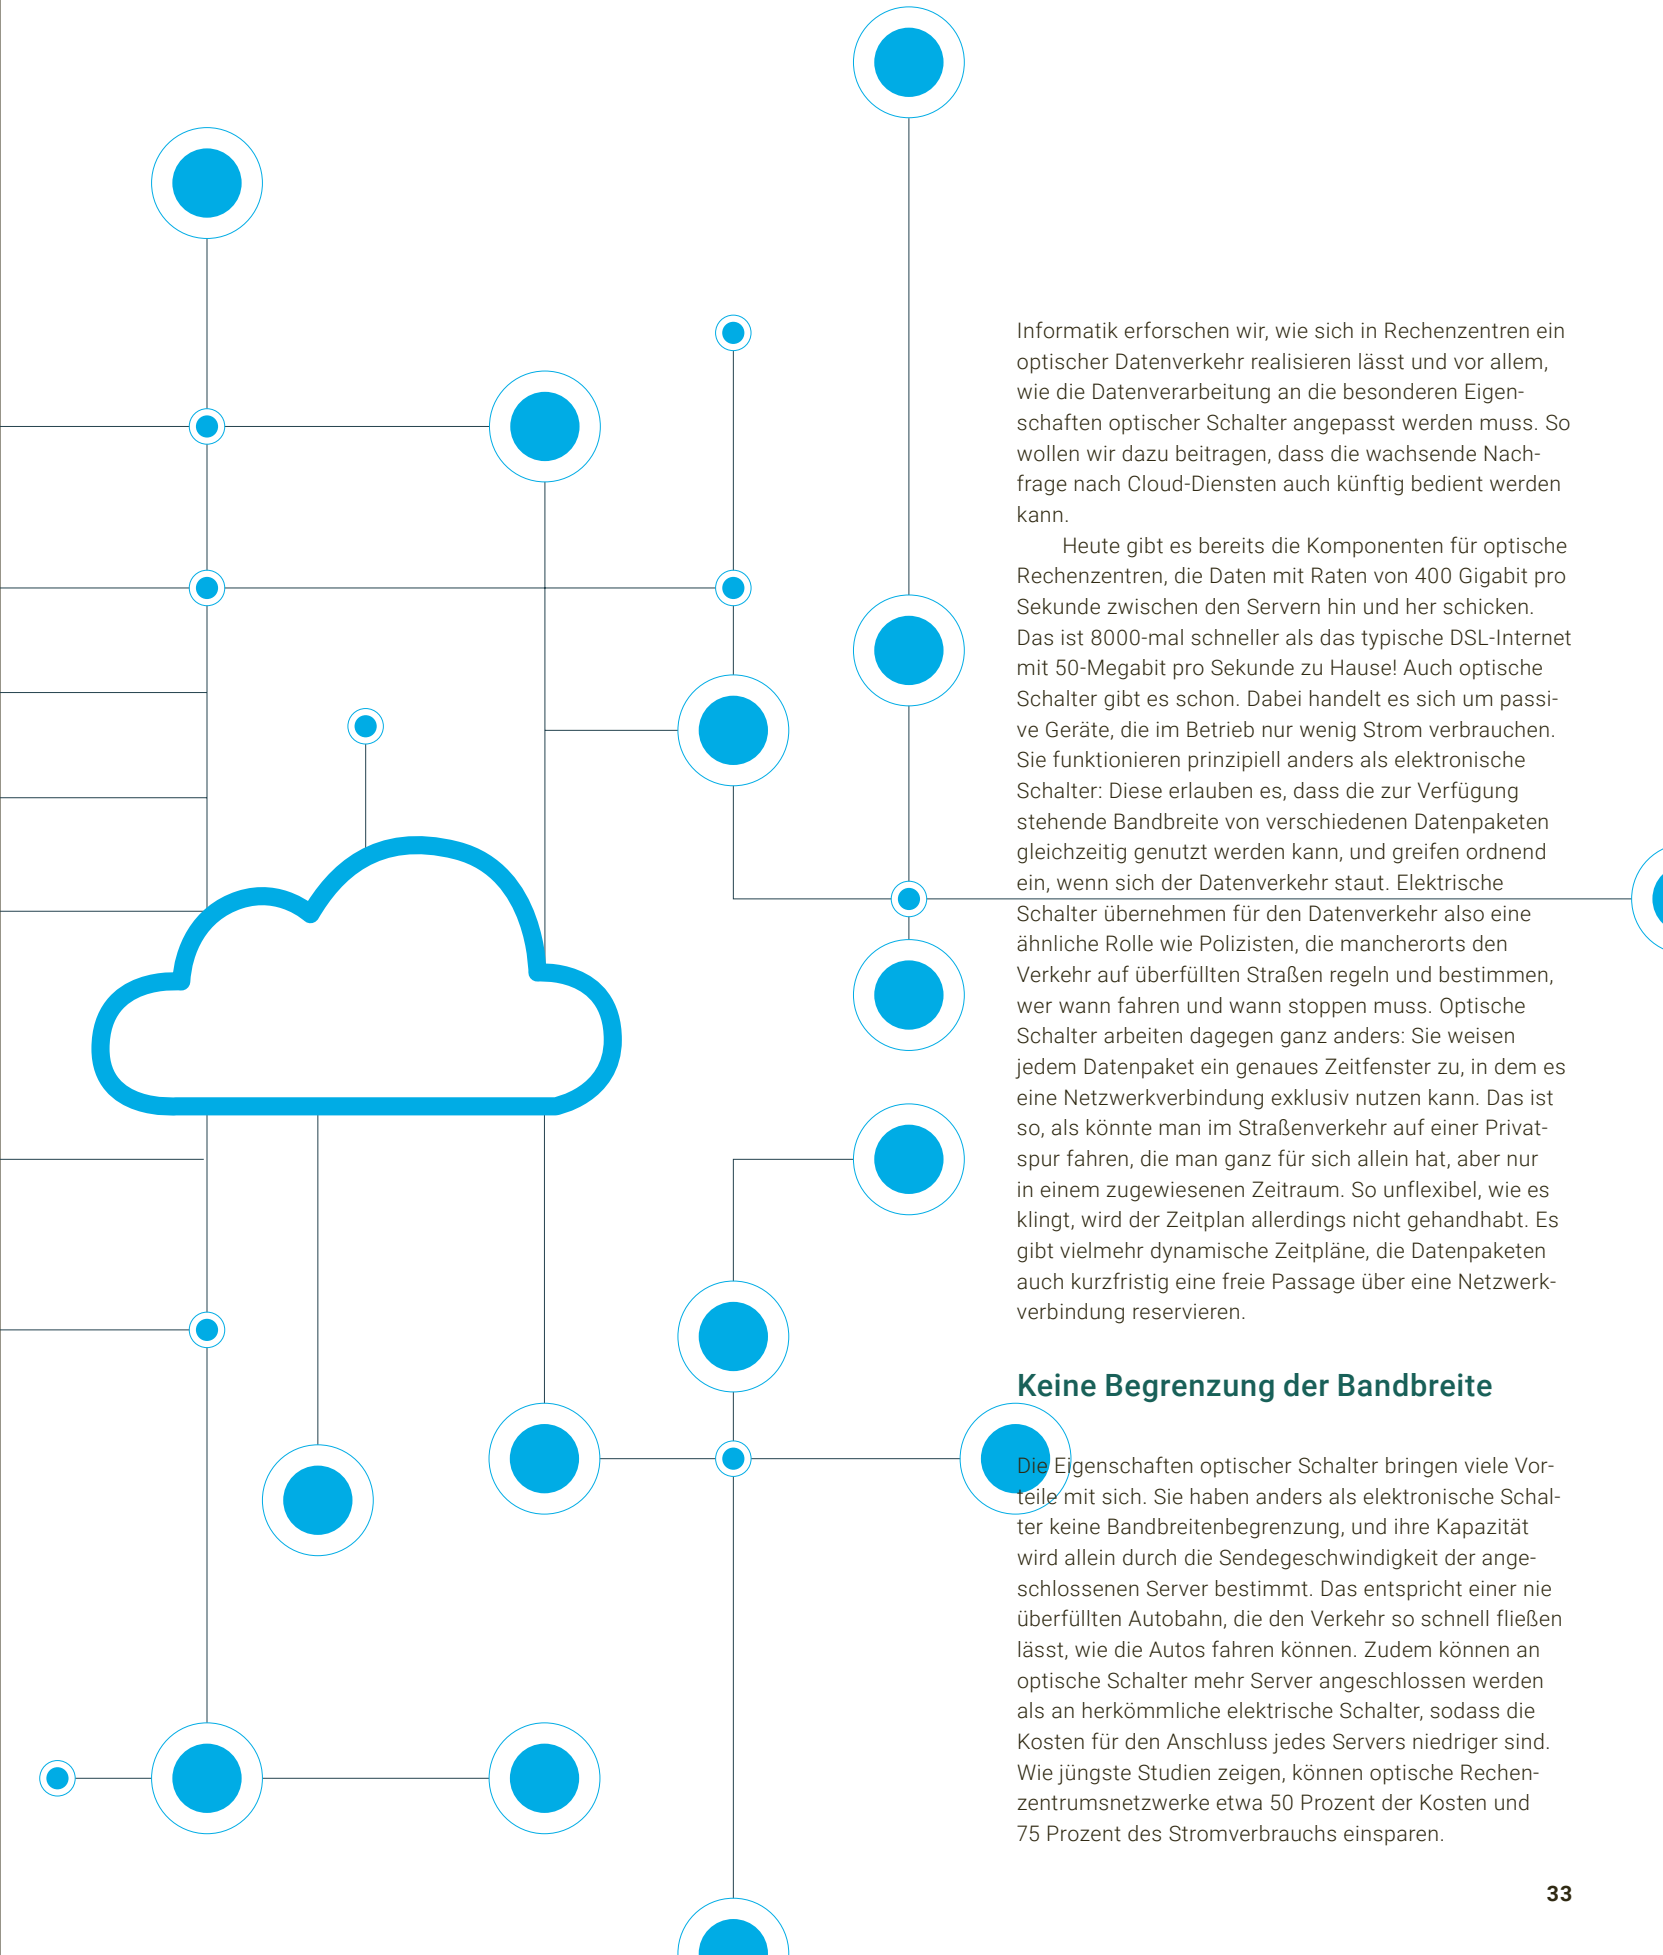 Informatik erforschen wir, wie sich in Rechenzentren ein
optischer Datenverkehr realisieren lässt und vor allem,
wie die Datenverarbeitung an die besonderen Eigen-
schaften optischer Schalter angepasst werden muss. So
wollen wir dazu beitragen, dass die wachsende Nach-
frage nach Cloud-Diensten auch künftig bedient werden
kann.
Heute gibt es bereits die Komponenten für optische
Rechenzentren, die Daten mit Raten von 400 Gigabit pro
Sekunde zwischen den Servern hin und her schicken.
Das ist 8000-mal schneller als das typische DSL-Internet
mit 50-Megabit pro Sekunde zu Hause! Auch optische
Schalter gibt es schon. Dabei handelt es sich um passi-
ve Geräte, die im Betrieb nur wenig Strom verbrauchen.
Sie funktionieren prinzipiell anders als elektronische
Schalter: Diese erlauben es, dass die zur Verfügung
stehende Bandbreite von verschiedenen Datenpaketen
gleichzeitig genutzt werden kann, und greifen ordnend
ein, wenn sich der Datenverkehr staut. Elektrische
Schalter übernehmen für den Datenverkehr also eine
ähnliche Rolle wie Polizisten, die mancherorts den
Verkehr auf überfüllten Straßen regeln und bestimmen,
wer wann fahren und wann stoppen muss. Optische
Schalter arbeiten dagegen ganz anders: Sie weisen
jedem Datenpaket ein genaues Zeitfenster zu, in dem es
eine Netzwerkverbindung exklusiv nutzen kann. Das ist
so, als könnte man im Straßenverkehr auf einer Privat-
spur fahren, die man ganz für sich allein hat, aber nur
in einem zugewiesenen Zeitraum. So unflexibel, wie es
klingt, wird der Zeitplan allerdings nicht gehandhabt. Es
gibt vielmehr dynamische Zeitpläne, die Datenpaketen
auch kurzfristig eine freie Passage über eine Netzwerk-
verbindung reservieren.
Keine Begrenzung der Bandbreite
Die Eigenschaften optischer Schalter bringen viele Vor-
teile mit sich. Sie haben anders als elektronische Schal-
ter keine Bandbreitenbegrenzung, und ihre Kapazität
wird allein durch die Sendegeschwindigkeit der ange-
schlossenen Server bestimmt. Das entspricht einer nie
überfüllten Autobahn, die den Verkehr so schnell fließen
lässt, wie die Autos fahren können. Zudem können an
optische Schalter mehr Server angeschlossen werden
als an herkömmliche elektrische Schalter, sodass die
Kosten für den Anschluss jedes Servers niedriger sind.
Wie jüngste Studien zeigen, können optische Rechen-
zentrumsnetzwerke etwa 50 Prozent der Kosten und
75 Prozent des Stromverbrauchs einsparen.
33